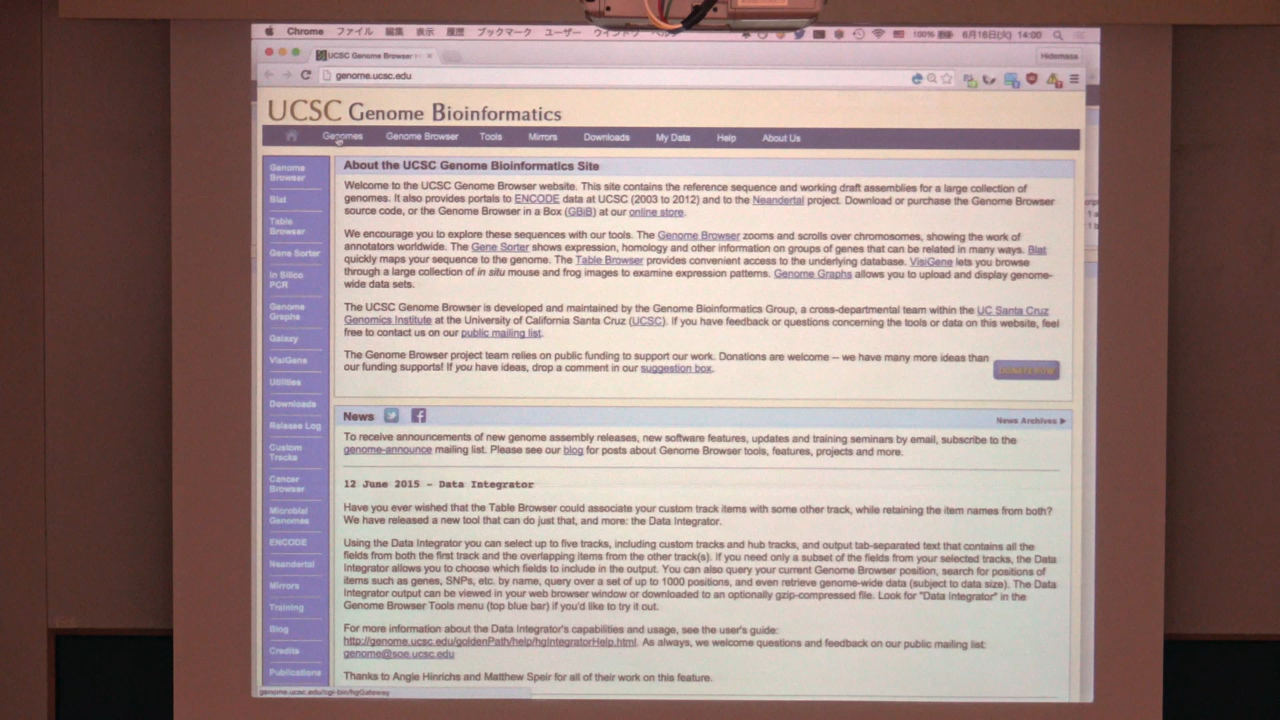 Chrome ファイル 編集 表示 履歴 ブックマーク ユーザー ウインドウ ヘルプ 100% 6月16日(火) 14:00
UCSC Genome Browser
Hidemasa
genome.ucsc.edu
UCSC Genome Bioinformatics
Genomes Genome Browser Tools Mirrors Downloads My Data Help About Us
Genome
Browser
Blat
Table
Browser
Gene Sorter
In Silico
PCR
Genome
Graphs
Galaxy
VisiGene
Utilities
Downloads
Release Log
Custom
Tracks
Cancer
Browser
Microbial
Genomes
ENCODE
Neandertal
Mirrors
Training
Blog
Credits
Publications
About the UCSC Genome Bioinformatics Site
Welcome to the UCSC Genome Browser website. This site contains the reference sequence and working draft assemblies for a large collection of
genomes. It also provides portals to ENCODE data at UCSC (2003 to 2012) and to the Neandertal project. Download or purchase the Genome Browser
source code, or the Genome Browser in a Box (GBiB) at our online store.
We encourage you to explore these sequences with our tools. The Genome Browser zooms and scrolls over chromosomes, showing the work of
annotators worldwide. The Gene Sorter shows expression, homology and other information on groups of genes that can be related in many ways. Blat
quickly maps your sequence to the genome. The Table Browser provides convenient access to the underlying database. VisiGene lets you browse
through a large collection of in situ mouse and frog images to examine expression patterns. Genome Graphs allows you to upload and display genome-
wide data sets.
The UCSC Genome Browser is developed and maintained by the Genome Bioinformatics Group, a cross-departmental team within the UC Santa Cruz
Genomics Institute at the University of California Santa Cruz (UCSC). If you have feedback or questions concerning the tools or data on this website, feel
free to contact us on our public mailing list.
The Genome Browser project team relies on public funding to support our work. Donations are welcome – we have many more ideas than
our funding supports! If you have ideas, drop a comment in our suggestion box.
DONATE NOW
News
News Archives ▶
To receive announcements of new genome assembly releases, new software features, updates and training seminars by email, subscribe to the
genome-announce mailing list. Please see our blog for posts about Genome Browser tools, features, projects and more.
12 June 2015 - Data Integrator
Have you ever wished that the Table Browser could associate your custom track items with some other track, while retaining the item names from both?
We have released a new tool that can do just that, and more: the Data Integrator.
Using the Data Integrator you can select up to five tracks, including custom tracks and hub tracks, and output tab-separated text that contains all the
fields from both the first track and the overlapping items from the other track(s). If you need only a subset of the fields from your selected tracks, the Data
Integrator allows you to choose which fields to include in the output. You can also query your current Genome Browser position, search for positions of
items such as genes, SNPs, etc. by name, query over a set of up to 1000 positions, and even retrieve genome-wide data (subject to data size). The Data
Integrator output can be viewed in your web browser window or downloaded to an optionally gzip-compressed file. Look for "Data Integrator" in the
Genome Browser Tools menu (top blue bar) if you'd like to try it out.
For more information about the Data Integrator's capabilities and usage, see the user's guide:
http://genome.ucsc.edu/goldenPath/help/hgIntegratorHelp.html. As always, we welcome questions and feedback on our public mailing list:
genome@soe.ucsc.edu
Thanks to Angie Hinrichs and Matthew Speir for all of their work on this feature.
genome.ucsc.edu/cgi-bin/hgGateway